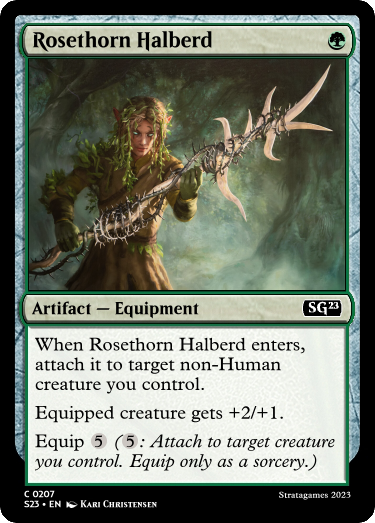 Rosethorn Halberd
Artifact — Equipment
SG23
When Rosethorn Halberd enters,
attach it to target non-Human
creature you control.
Equipped creature gets +2/+1.
Equip 5 (5: Attach to target creature
you control. Equip only as a sorcery.)
C 0207
S23 • EN Kari Christensen
Stratagames 2023